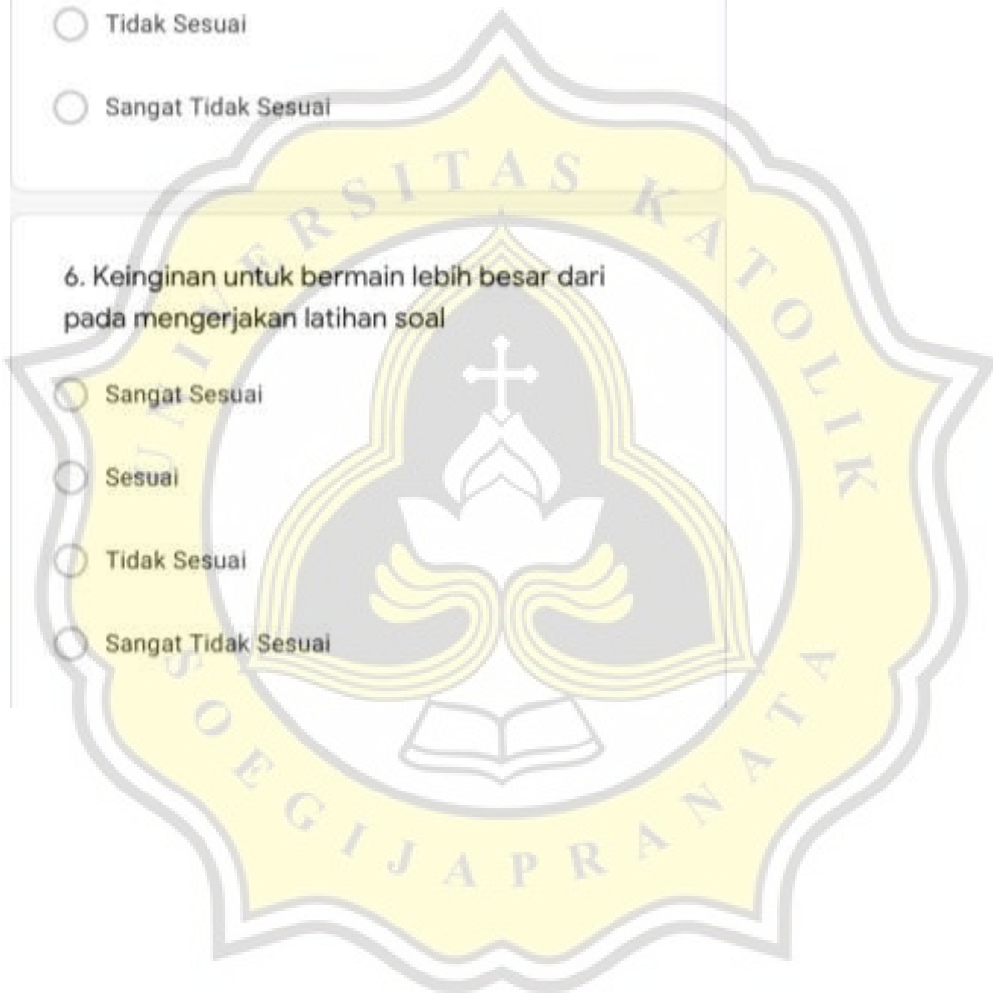 Tidak Sesuai
Sangat Tidak Sesuai
UNIVERSITAS KATOLIK
6. Keinginan untuk bermain lebih besar dari
pada mengerjakan latihan soal
Sangat Sesuai
Sesuai
Tidak Sesuai
Sangat Tidak Sesuai
SOEGIJAPRANATA